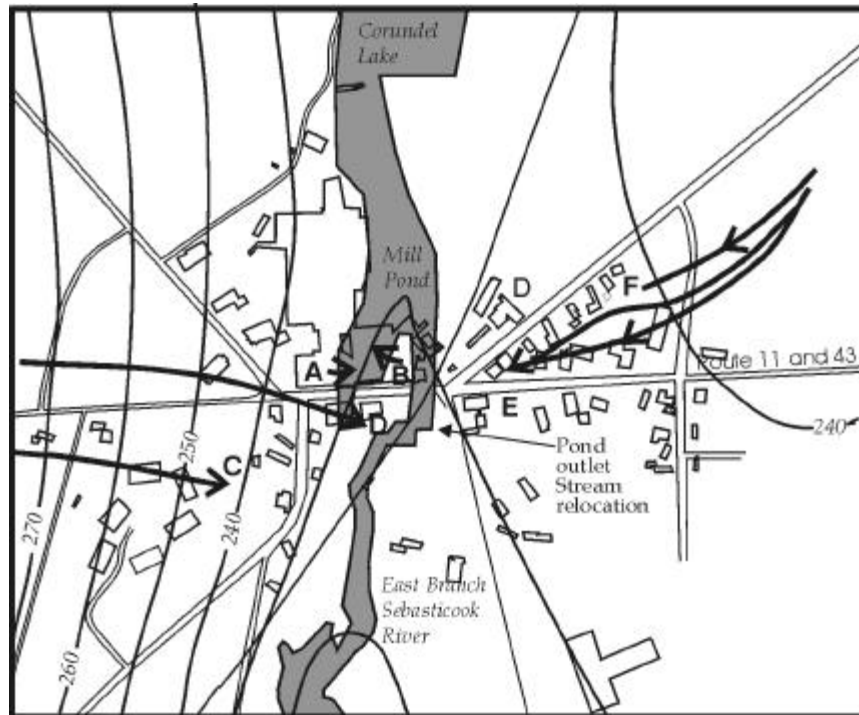 Corundel
Lake
Mill
Pond
D
F
A
B
Route 11 and 43
D
E
240
250
C
240
270
Pond
outlet
Stream
relocation
East Branch
Sebasticook
River
260